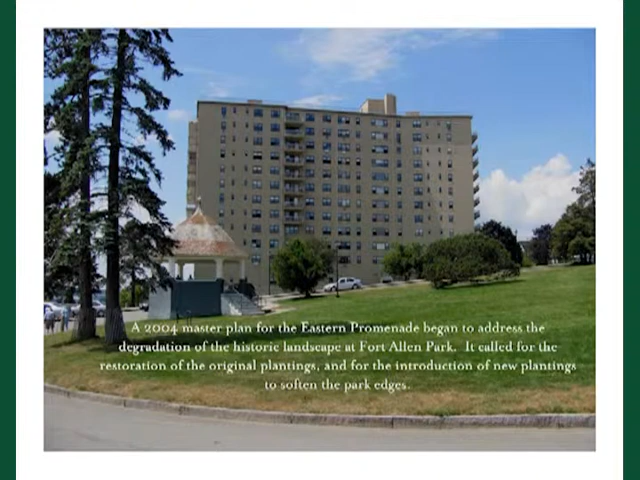 A 2004 master plan for the Eastern Promenade began to address the
degradation of the historic landscape at Fort Allen Park. It called for the
restoration of the original plantings, and for the introduction of new plantings
to soften the park edges.